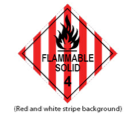 FLAMMABLE
SOLID
4
(Red and white stripe background)